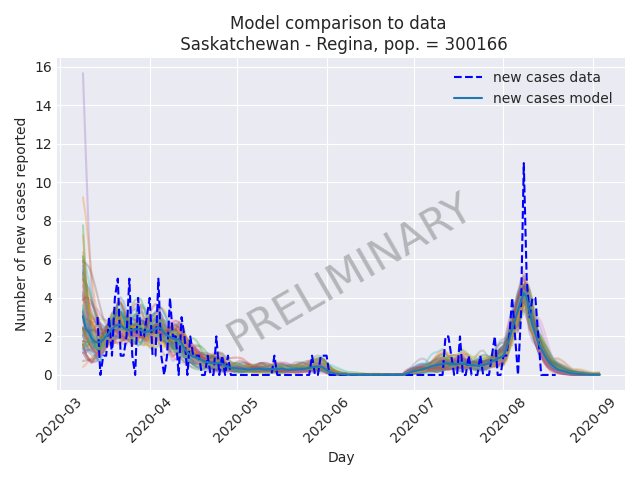 Model comparison to data
Saskatchewan - Regina, pop. = 300166
new cases data
new cases model
Number of new cases reported
16
14
12
10
8
6
4
2
0
PRELIMINARY
2020-03
2020-04
2020-05
2020-06
2020-07
2020-08
2020-09
Day